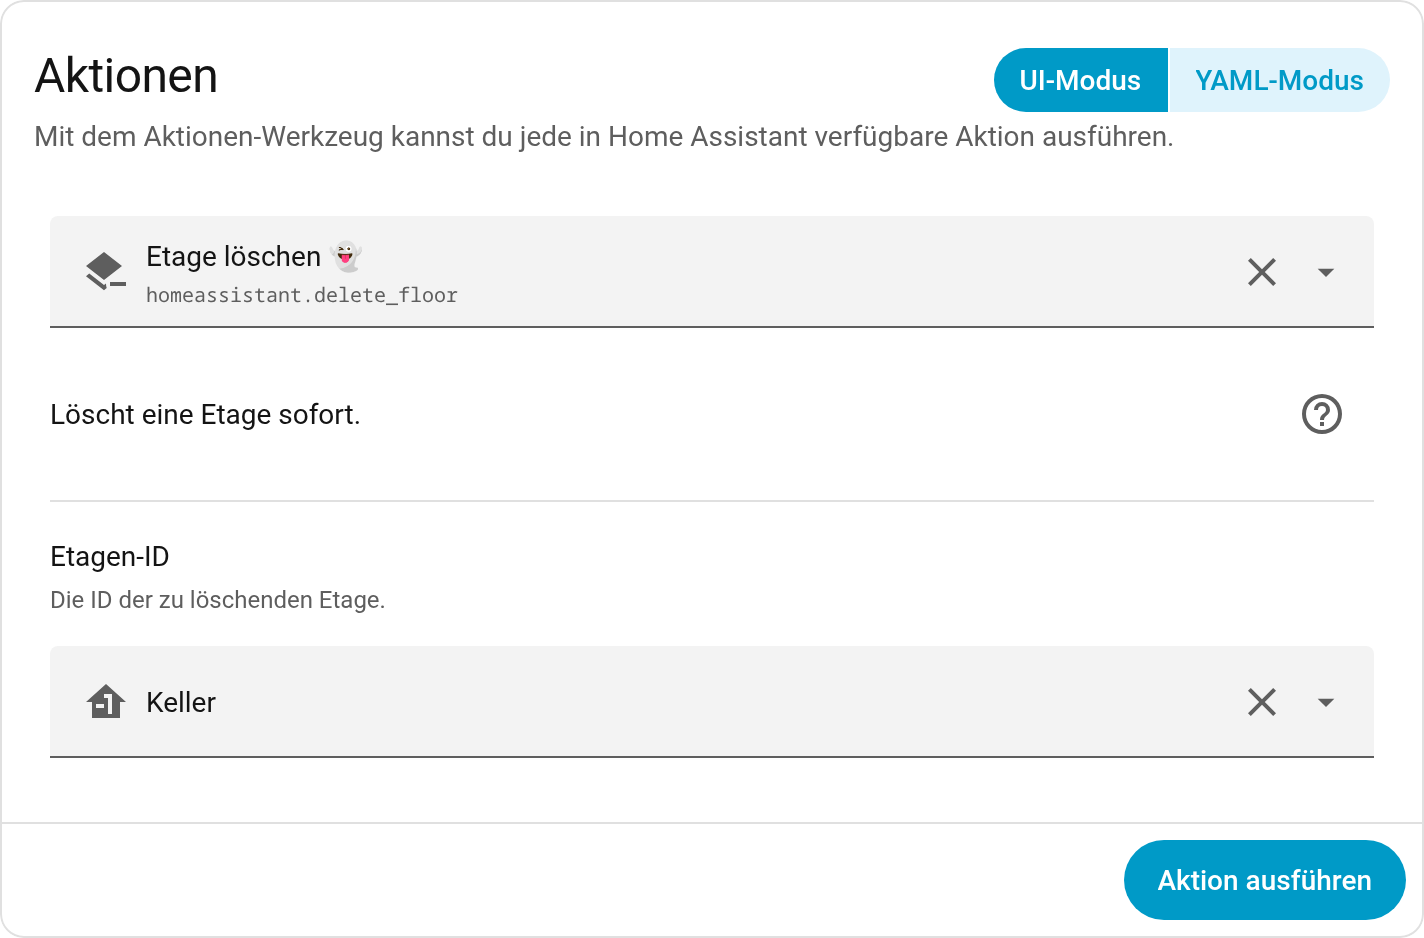 Aktionen
UI-Modus
YAML-Modus
Mit dem Aktionen-Werkzeug kannst du jede in Home Assistant verfügbare Aktion ausführen.
Etage löschen 👻
homeassistant.delete_floor
Löscht eine Etage sofort.
Etagen-ID
Die ID der zu löschenden Etage.
-1
Keller
Aktion ausführen